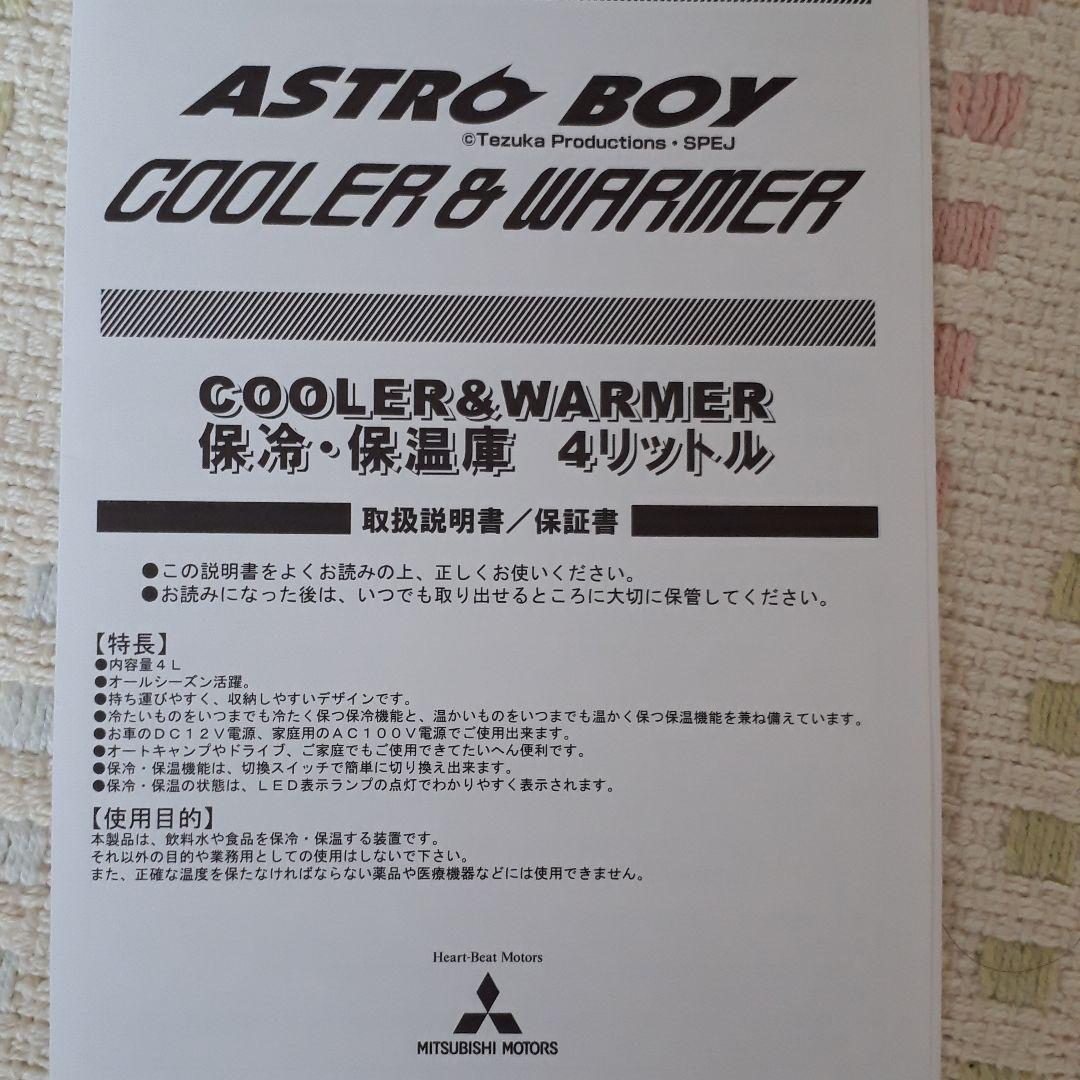 ASTRO BOY
©Tezuka Productions・SPEJ
COOLER & WARMER
COOLER&WARMER
保冷・保温庫 4リットル
取扱説明書／保証書
●この説明書をよくお読みの上、正しくお使いください。
●お読みになった後は、いつでも取り出せるところに大切に保管してください。
【特長】
●内容量４Ｌ
●オールシーズン活躍。
●持ち運びやすく、収納しやすいデザインです。
●冷たいものをいつまでも冷たく保つ保冷機能と、温かいものをいつまでも温かく保つ保温機能を兼ね備えています。
●お車のＤＣ１２Ｖ電源、家庭用のＡＣ１００Ｖ電源でご使用出来ます。
●オートキャンプやドライブ、ご家庭でもご使用できてたいへん便利です。
●保冷・保温機能は、切換スイッチで簡単に切り換え出来ます。
●保冷・保温の状態は、ＬＥＤ表示ランプの点灯でわかりやすく表示されます。
【使用目的】
本製品は、飲料水や食品を保冷・保温する装置です。
それ以外の目的や業務用としての使用はしないで下さい。
また、正確な温度を保たなければならない薬品や医療機器などには使用できません。
Heart-Beat Motors
MITSUBISHI MOTORS